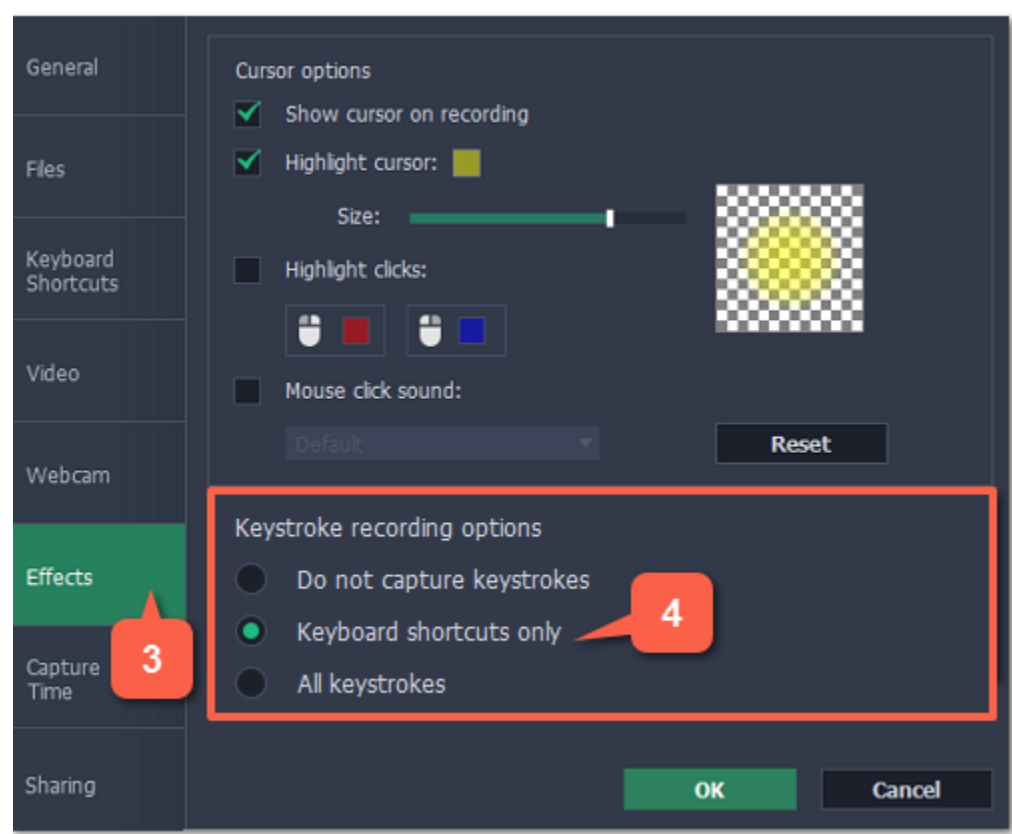 General
Files
Keyboard
Shortcuts
Video
Webcam
Effects
3
Capture
Time
Sharing
Cursor options
Show cursor on recording
Highlight cursor:
Size:
Highlight clicks:
Mouse click sound:
Default
Reset
Keystroke recording options
Do not capture keystrokes
Keyboard shortcuts only
4
All keystrokes
OK
Cancel